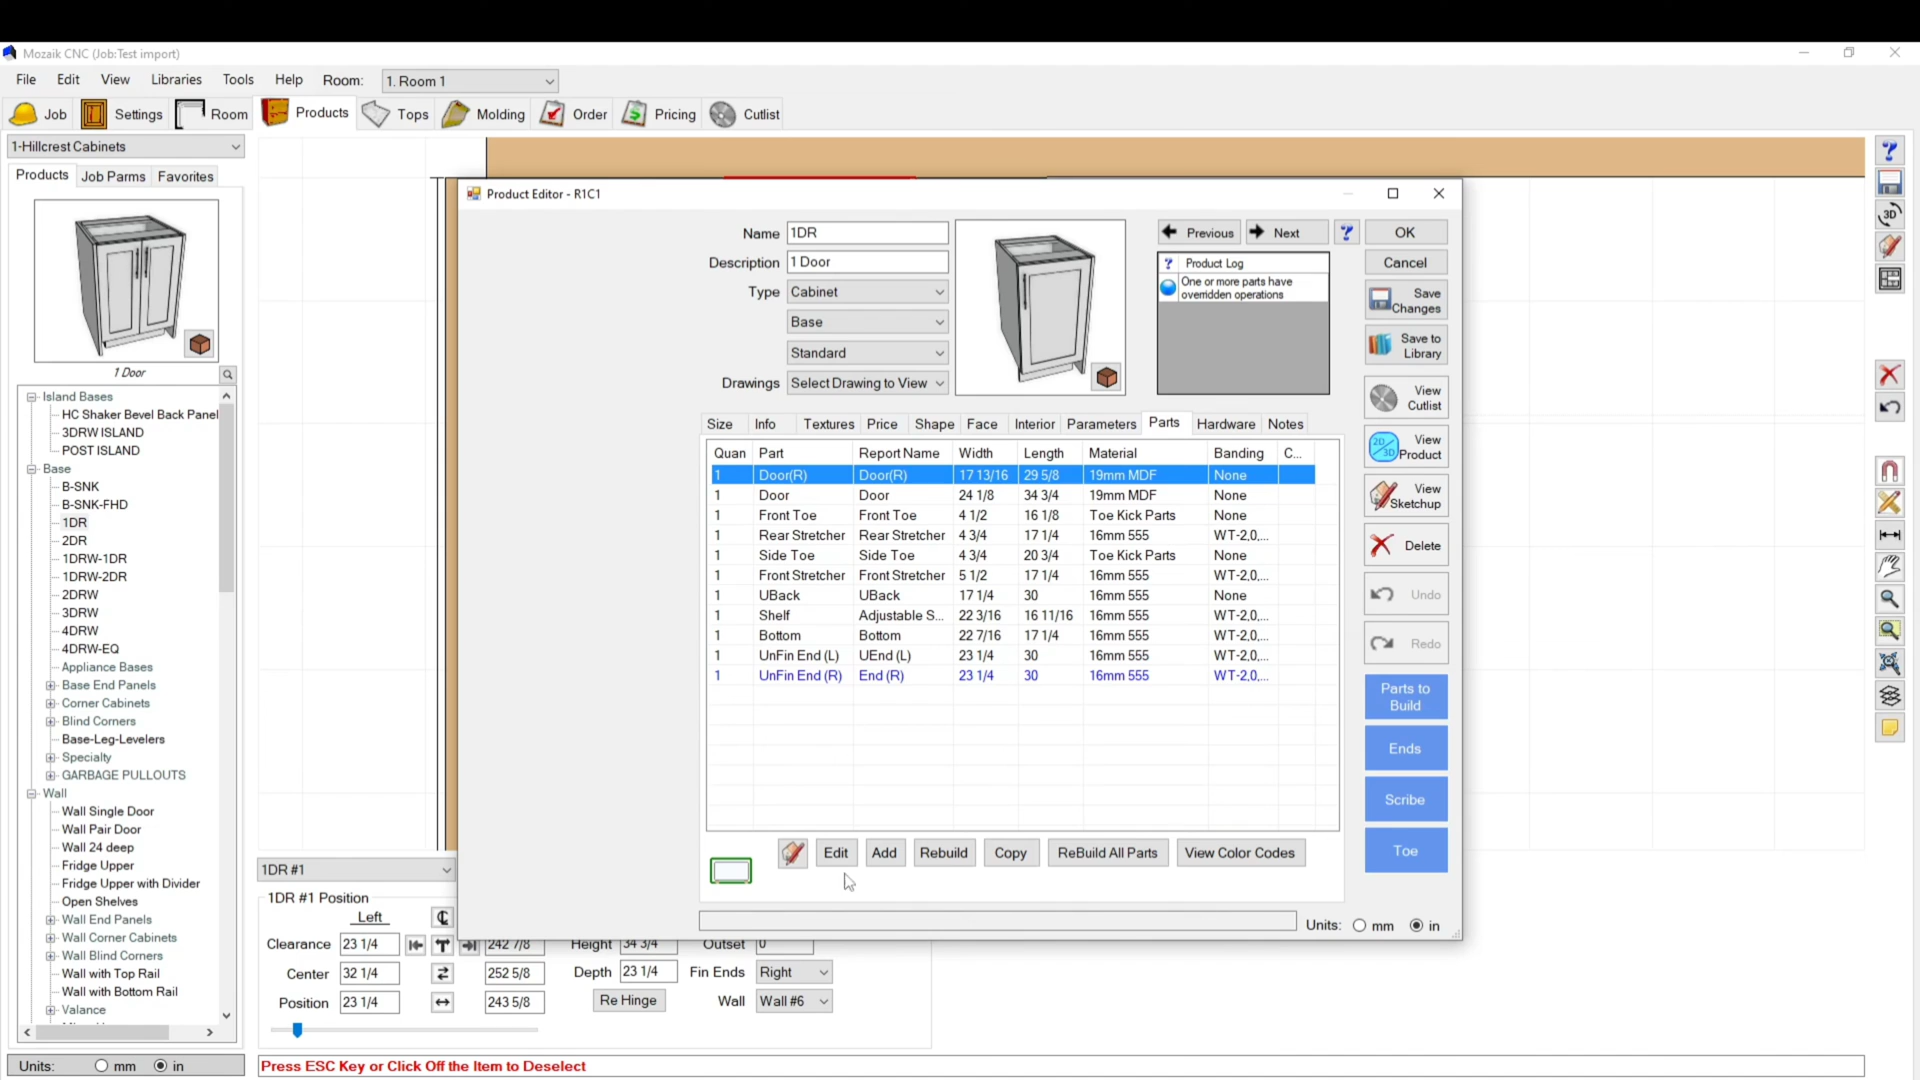 Mozaik CNC (Job:Test import)
File Edit View Libraries Tools Help Room: 1. Room 1
Job Settings Room Products Tops Molding Order Pricing Cutlist
1-Hillcrest Cabinets
Products Job Parms Favorites
1 Door
Island Bases
HC Shaker Bevel Back Panel
3DRW ISLAND
POST ISLAND
Base
B-SNK
B-SNK-FHD
1DR
2DR
1DRW-1DR
1DRW-2DR
2DRW
3DRW
4DRW
4DRW-EQ
Appliance Bases
Base End Panels
Corner Cabinets
Blind Corners
Base-Leg-Levelers
Specialty
GARBAGE PULLOUTS
Wall
Wall Single Door
Wall Pair Door
Wall 24 deep
Fridge Upper
Fridge Upper with Divider
Open Shelves
Wall End Panels
Wall Corner Cabinets
Wall Blind Corners
Wall with Top Rail
Wall with Bottom Rail
Valance
Units: mm in
Product Editor - R1C1
Name 1DR
Description 1 Door
Type Cabinet
Base
Standard
Drawings Select Drawing to View
Previous Next ?
? Product Log
One or more parts have
overridden operations
OK
Cancel
Save
Changes
Save to
Library
View
Cutlist
2D/3D View
Product
View
Sketchup
Delete
Undo
Redo
Parts to
Build
Ends
Scribe
Toe
Size Info Textures Price Shape Face Interior Parameters Parts Hardware Notes
Quan Part Report Name Width Length Material Banding C...
1 Door(R) Door(R) 17 13/16 29 5/8 19mm MDF None
1 Door Door 24 1/8 34 3/4 19mm MDF None
1 Front Toe Front Toe 4 1/2 16 1/8 Toe Kick Parts None
1 Rear Stretcher Rear Stretcher 4 3/4 17 1/4 16mm 555 WT-2,0,...
1 Side Toe Side Toe 4 3/4 20 3/4 Toe Kick Parts None
1 Front Stretcher Front Stretcher 5 1/2 17 1/4 16mm 555 WT-2,0,...
1 UBack UBack 17 1/4 30 16mm 555 None
1 Shelf Adjustable S... 22 3/16 16 11/16 16mm 555 WT-2,0,...
1 Bottom Bottom 22 7/16 17 1/4 16mm 555 WT-2,0,...
1 UnFin End (L) UEnd (L) 23 1/4 30 16mm 555 WT-2,0,...
1 UnFin End (R) End (R) 23 1/4 30 16mm 555 WT-2,0,...
Edit Add Rebuild Copy ReBuild All Parts View Color Codes
Units: mm in
1DR #1
1DR #1 Position
Left
Clearance 23 1/4 242 7/8 Height 34 3/4 Outset 0
Center 32 1/4 252 5/8 Depth 23 1/4 Fin Ends Right
Position 23 1/4 243 5/8 Re Hinge Wall Wall #6
Press ESC Key or Click Off the Item to Deselect
?
3D